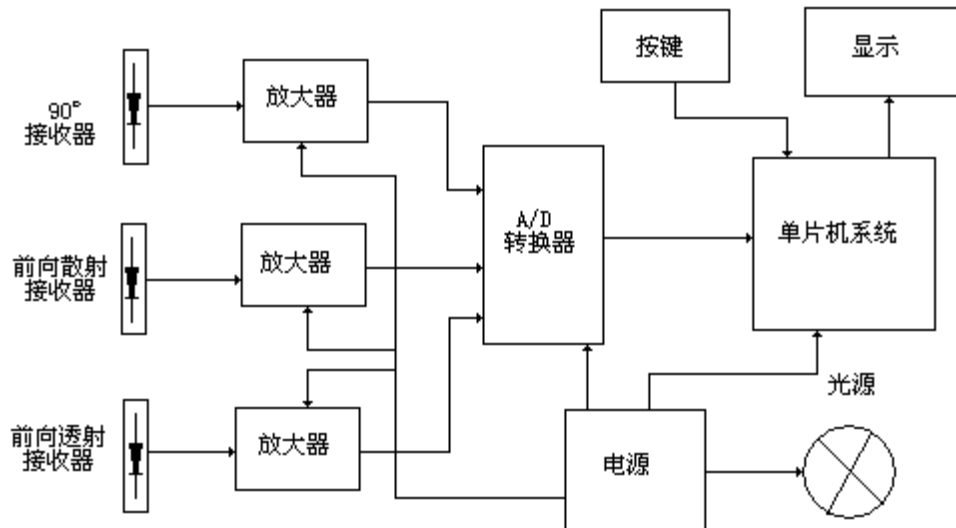 90°
接收器
放大器
按键
显示
前向散射
接收器
放大器
A/D
转换器
单片机系统
前向透射
接收器
放大器
电源
光源